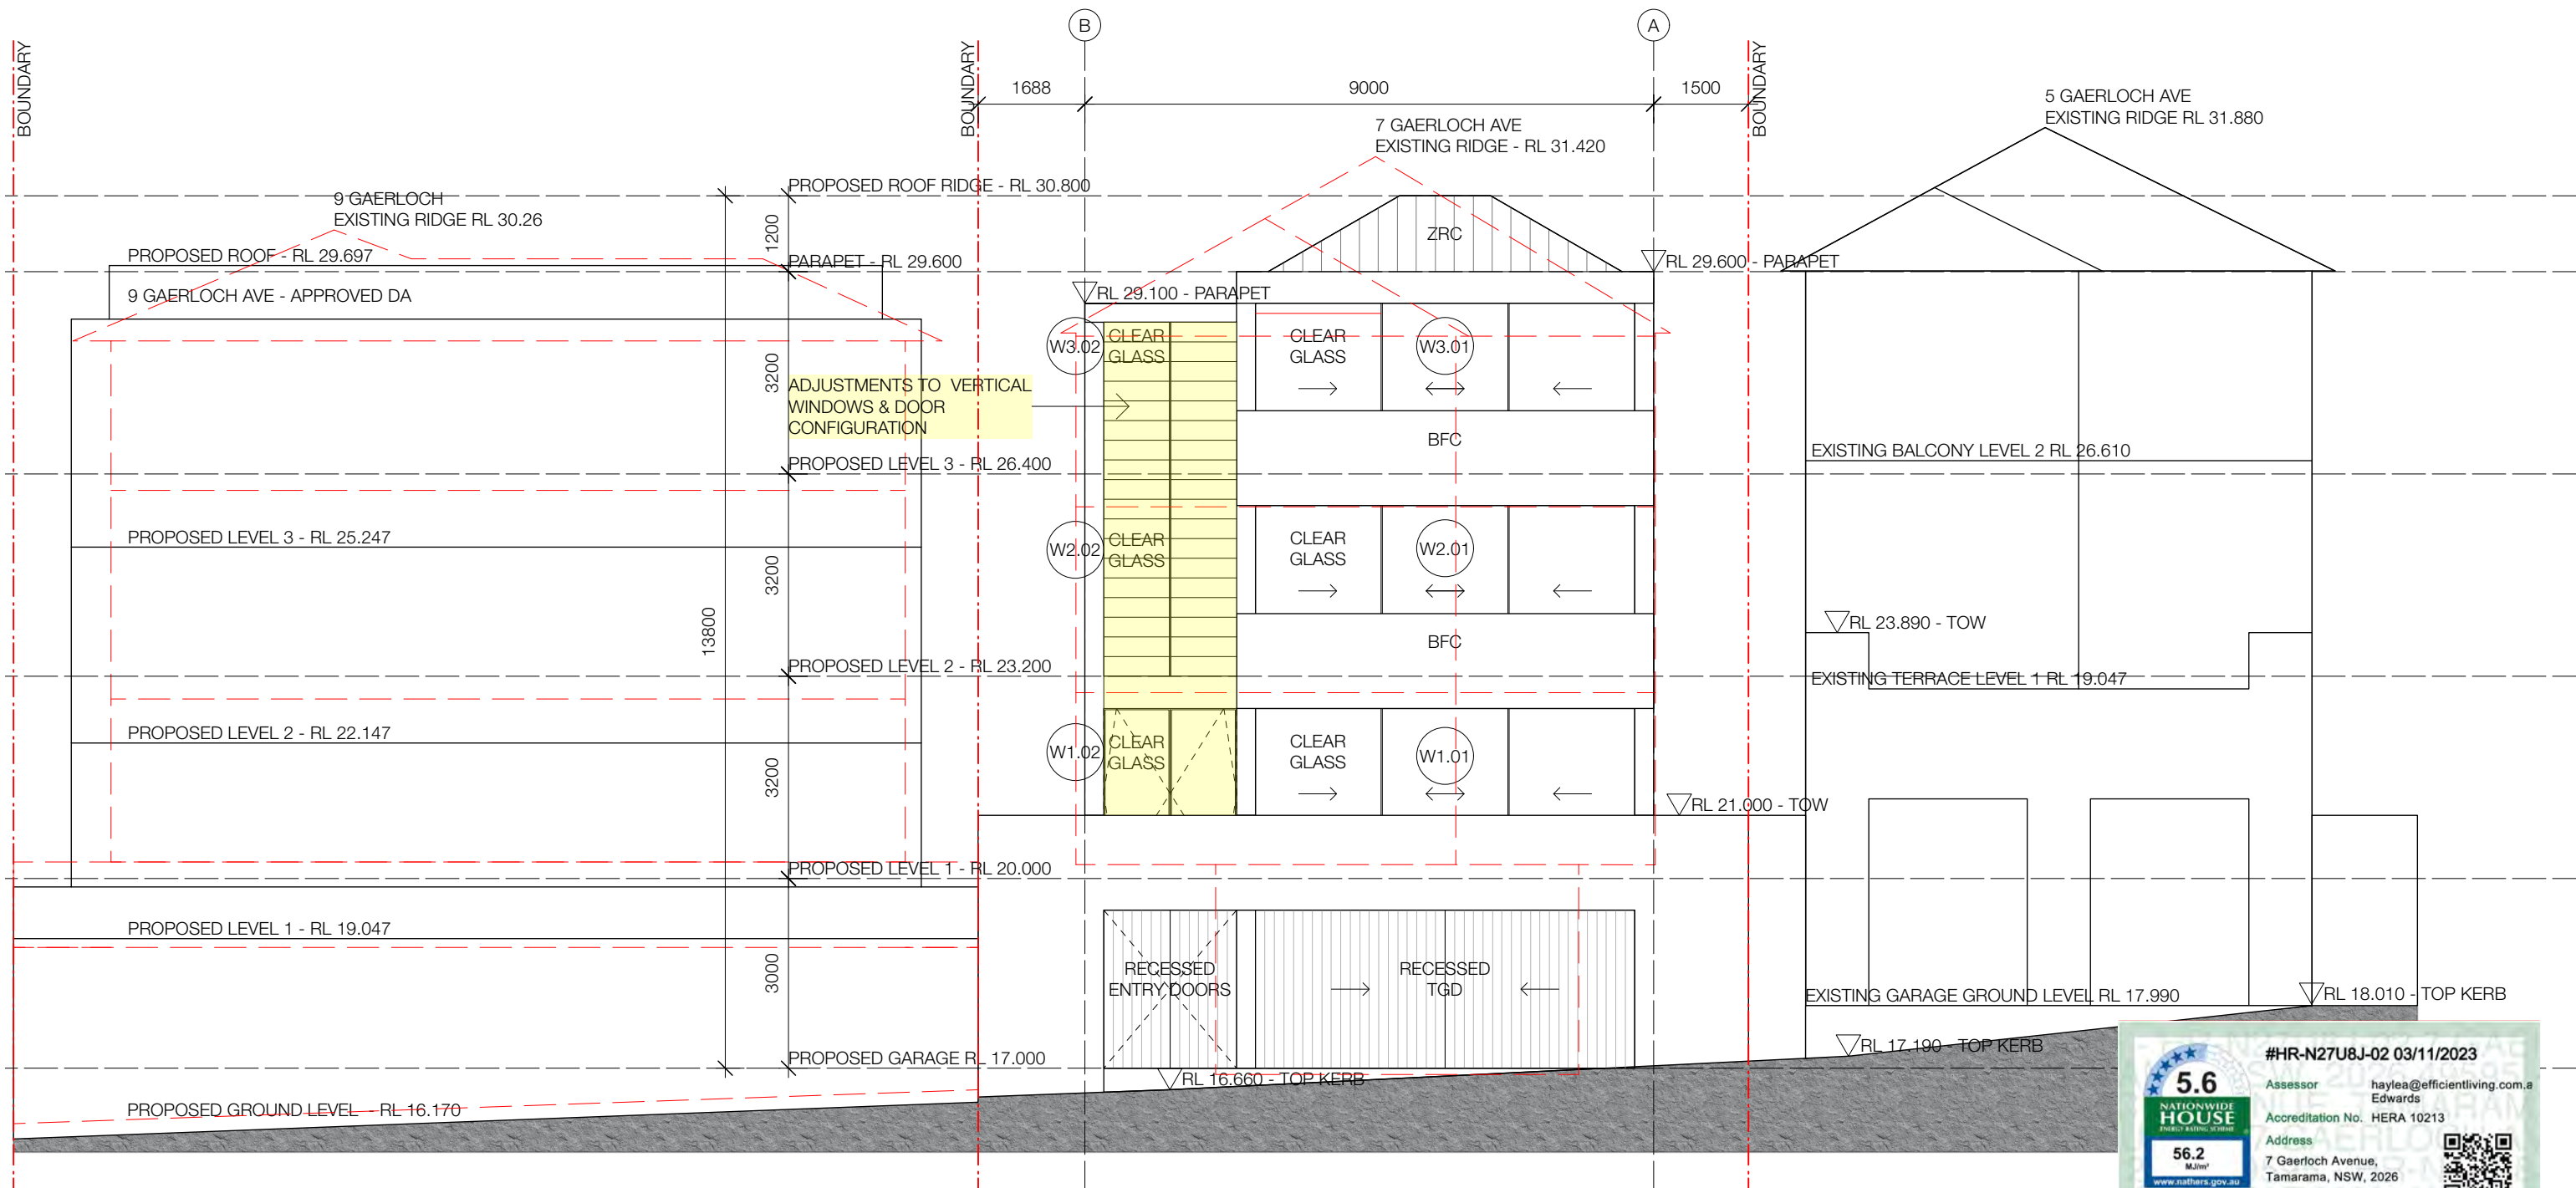 B
A
BOUNDARY
BOUNDARY
BOUNDARY
1688
9000
1500
5 GAERLOCH AVE
EXISTING RIDGE RL 31.880
7 GAERLOCH AVE
EXISTING RIDGE - RL 31.420
PROPOSED ROOF RIDGE - RL 30.800
9 GAERLOCH
EXISTING RIDGE RL 30.26
1200
ZRC
PROPOSED ROOF - RL 29.697
PARAPET - RL 29.600
RL 29.600 - PARAPET
9 GAERLOCH AVE - APPROVED DA
RL 29.100 - PARAPET
W3.02
CLEAR
GLASS
CLEAR
GLASS
W3.01
3200
ADJUSTMENTS TO VERTICAL
WINDOWS & DOOR
CONFIGURATION
BFC
EXISTING BALCONY LEVEL 2 RL 26.610
PROPOSED LEVEL 3 - RL 26.400
PROPOSED LEVEL 3 - RL 25.247
W2.02
CLEAR
GLASS
CLEAR
GLASS
W2.01
3200
13800
BFC
RL 23.890 - TOW
PROPOSED LEVEL 2 - RL 23.200
EXISTING TERRACE LEVEL 1 RL 19.047
PROPOSED LEVEL 2 - RL 22.147
W1.02
CLEAR
GLASS
CLEAR
GLASS
W1.01
3200
RL 21.000 - TOW
PROPOSED LEVEL 1 - RL 20.000
PROPOSED LEVEL 1 - RL 19.047
3000
RECESSED
ENTRY DOORS
RECESSED
TGD
EXISTING GARAGE GROUND LEVEL RL 17.990
RL 18.010 - TOP KERB
PROPOSED GARAGE RL 17.000
RL 17.190 - TOP KERB
RL 16.660 - TOP KERB
PROPOSED GROUND LEVEL - RL 16.170
#HR-N27U8J-02 03/11/2023
5.6
NATIONWIDE
HOUSE
ENERGY RATING SCHEME
56.2
MJ/m²
www.nathers.gov.au
Assessor haylea@efficientliving.com.a
Edwards
Accreditation No. HERA 10213
Address
7 Gaerloch Avenue,
Tamarama, NSW, 2026